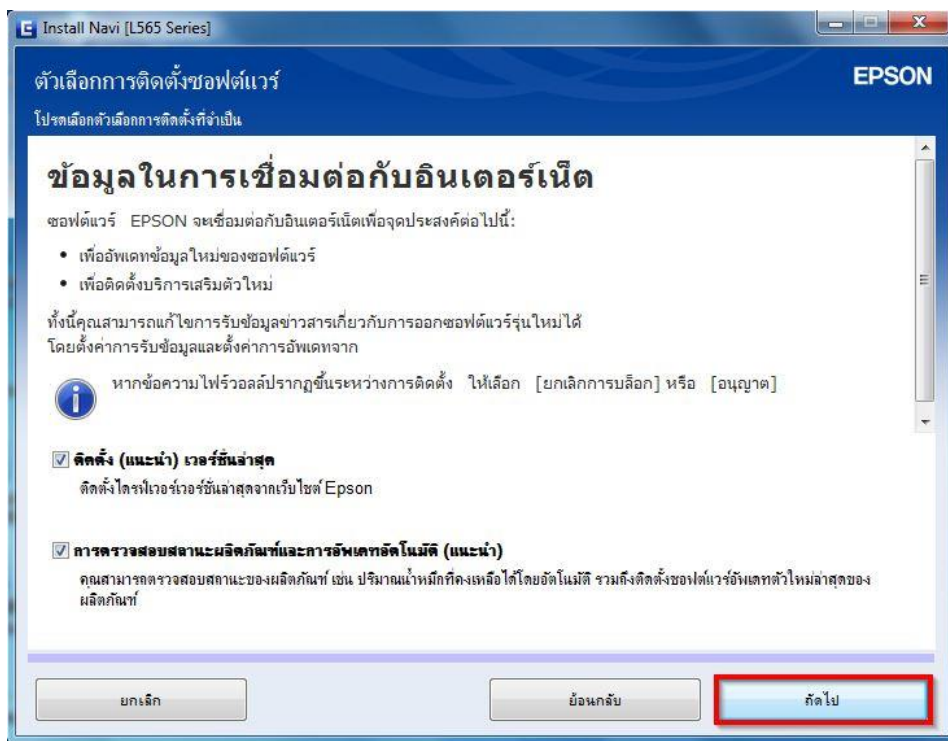 Install Navi [L565 Series]
ตัวเลือกการติดตั้งซอฟต์แวร์
EPSON
โปรดเลือกตัวเลือกการติดตั้งที่จำเป็น
ข้อมูลในการเชื่อมต่อกับอินเตอร์เน็ต
ซอฟต์แวร์ EPSON จะเชื่อมต่อกับอินเตอร์เน็ตเพื่อจุดประสงค์ต่อไปนี้:
• เพื่ออัพเดทข้อมูลใหม่ของซอฟต์แวร์
• เพื่อติดตั้งบริการเสริมตัวใหม่
ทั้งนี้คุณสามารถแก้ไขการรับข้อมูลข่าวสารเกี่ยวกับการออกซอฟต์แวร์รุ่นใหม่ได้
โดยตั้งค่าการรับข้อมูลและตั้งค่าการอัพเดทจาก
หากข้อความไฟร์วอลล์ปรากฏขึ้นระหว่างการติดตั้ง ให้เลือก [ยกเลิกการบล็อก] หรือ [อนุญาต]
ติดตั้ง (แนะนำ) เวอร์ชั่นล่าสุด
ติดตั้งไดรฟ์เวอร์เวอร์ชั่นล่าสุดจากเว็บไซต์ Epson
การตรวจสอบสถานะผลิตภัณฑ์และการอัพเดทอัตโนมัติ (แนะนำ)
คุณสามารถตรวจสอบสถานะของผลิตภัณฑ์ เช่น ปริมาณน้ำหมึกที่คงเหลือได้โดยอัตโนมัติ รวมถึงติดตั้งซอฟต์แวร์อัพเดทตัวใหม่ล่าสุดของ
ผลิตภัณฑ์
ยกเลิก
ย้อนกลับ
ถัดไป